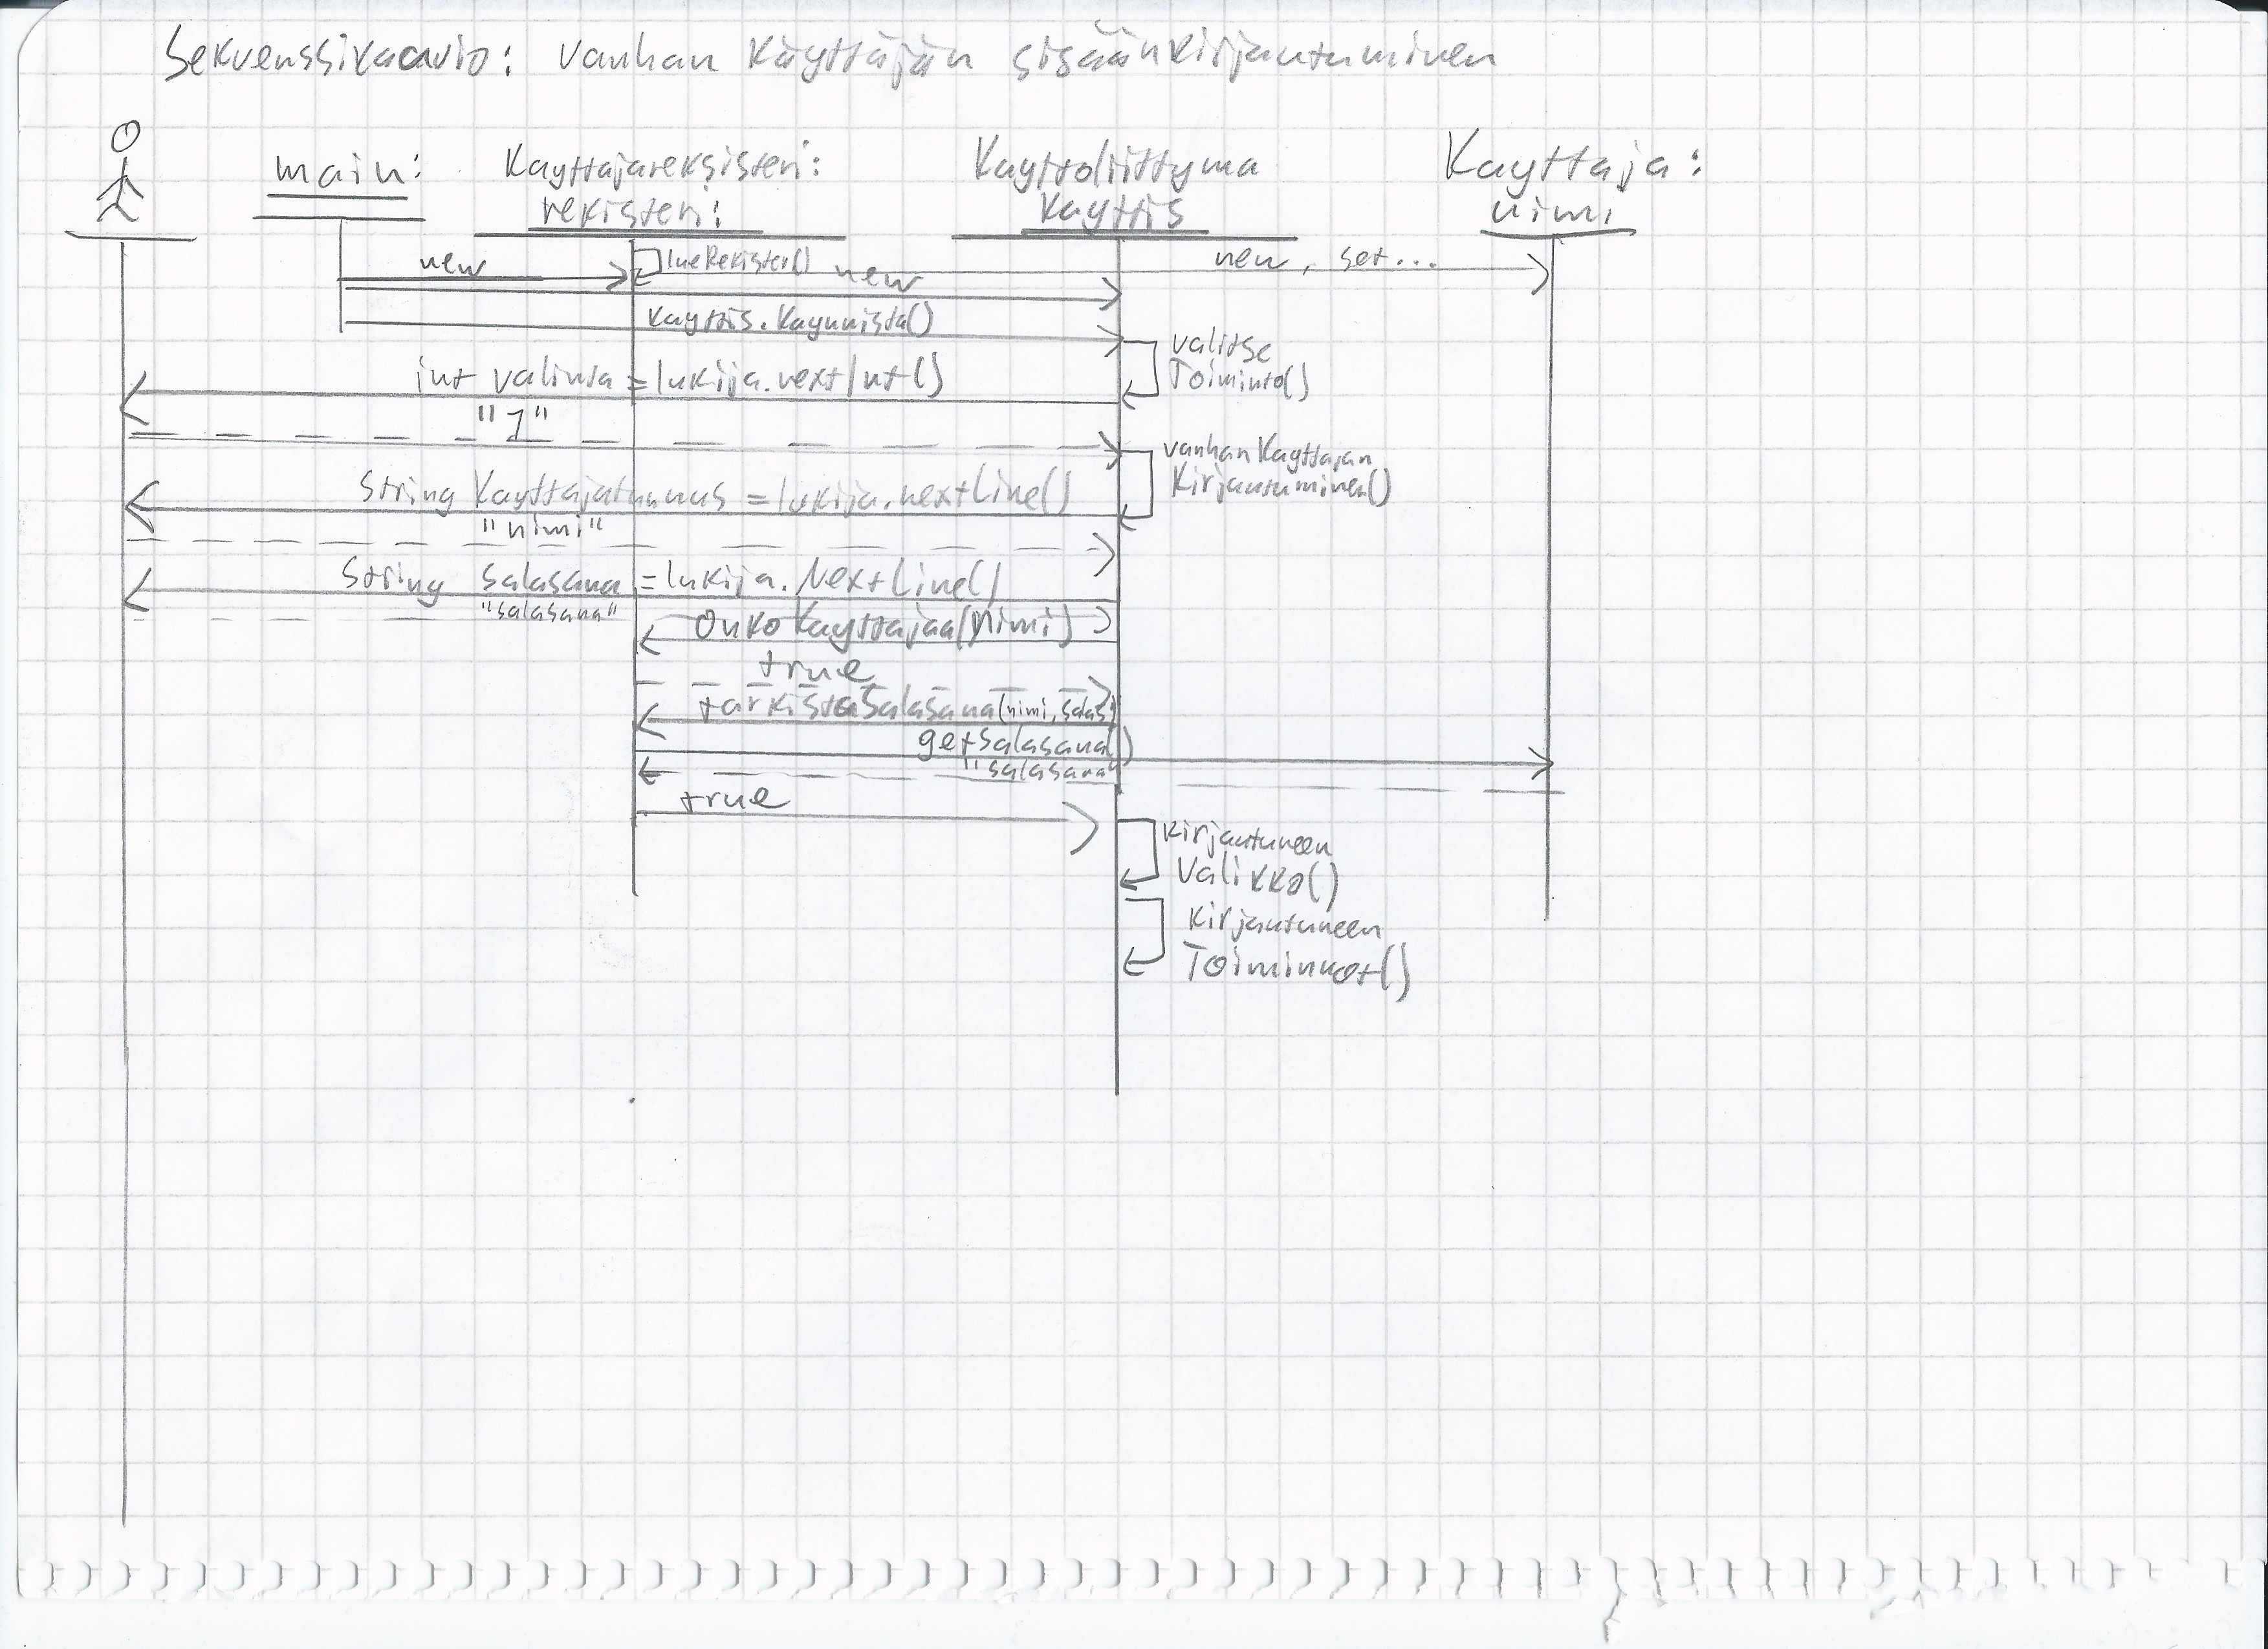 Sekvenssikaavio: vanhan käyttäjän sisäänkirjautuminen
main:
Kayttajarekisteri:
rekisteri:
Kayttoliittyma
kayttis
Kayttaja:
nimi
new
lueRekisteri()
new
new, set...
kayttis.kaynnista()
valitse
Toiminto()
int valinta = lukija.nextInt()
"1"
vanhanKayttajan
Kirjautuminen()
String kayttajatunnus = lukija.nextLine()
"nimi"
String salasana = lukija.NextLine()
"salasana"
onkoKayttajaa(nimi)
true
tarkistaSalasana(nimi, salas)
getSalasana()
"salasana"
true
kirjautuneen
Valikko()
kirjautuneen
Toiminnot()